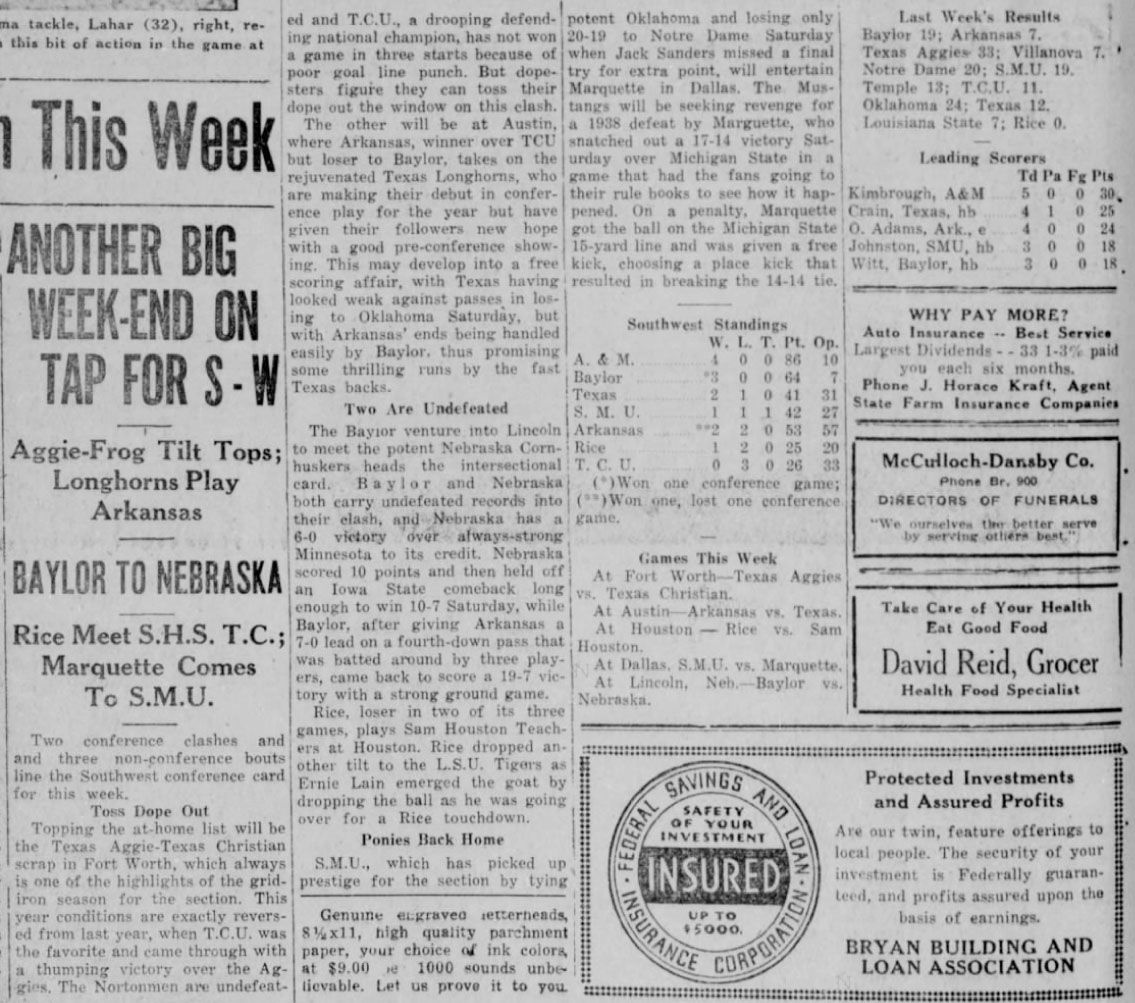 ma tackle, Lahar (32), right, re-
this bit of action in the game at
This Week
ANOTHER BIG
WEEK-END ON
TAP FOR S - W
Aggie-Frog Tilt Tops;
Longhorns Play
Arkansas
BAYLOR TO NEBRASKA
Rice Meet S.H.S. T.C.;
Marquette Comes
To S.M.U.
Two conference clashes and
and three non-conference bouts
line the Southwest conference card
for this week.
Toss Dope Out
Topping the at-home list will be
the Texas Aggie-Texas Christian
scrap in Fort Worth, which always
is one of the highlights of the grid-
iron season for the section. This
year conditions are exactly revers-
ed from last year, when T.C.U. was
the favorite and came through with
a thumping victory over the Ag-
gies. The Nortonmen are undefeat-
ed and T.C.U., a drooping defend-
ing national champion, has not won
a game in three starts because of
poor goal line punch. But dope-
sters figure they can toss their
dope out the window on this clash.
The other will be at Austin,
where Arkansas, winner over TCU
but loser to Baylor, takes on the
rejuvenated Texas Longhorns, who
are making their debut in confer-
ence play for the year but have
given their followers new hope
with a good pre-conference show-
ing. This may develop into a free
scoring affair, with Texas having
looked weak against passes in los-
ing to Oklahoma Saturday, but
with Arkansas' ends being handled
easily by Baylor, thus promising
some thrilling runs by the fast
Texas backs.
Two Are Undefeated
The Baylor venture into Lincoln
to meet the potent Nebraska Corn-
huskers heads the intersectional
card. Baylor and Nebraska
both carry undefeated records into
their clash, and Nebraska has a
6-0 victory over always-strong
Minnesota to its credit. Nebraska
scored 10 points and then held off
an Iowa State comeback long
enough to win 10-7 Saturday, while
Baylor, after giving Arkansas a
7-0 lead on a fourth-down pass that
was batted around by three play-
ers, came back to score a 19-7 vic-
tory with a strong ground game.
Rice, loser in two of its three
games, plays Sam Houston Teach-
ers at Houston. Rice dropped an-
other tilt to the L.S.U. Tigers as
Ernie Lain emerged the goat by
dropping the ball as he was going
over for a Rice touchdown.
Ponies Back Home
S.M.U., which has picked up
prestige for the section by tying
Genuine engraved letterheads,
8½x11, high quality parchment
paper, your choice of ink colors,
at $9.00 1000 sounds unbe-
lievable. Let us prove it to you.
potent Oklahoma and losing only
20-19 to Notre Dame Saturday
when Jack Sanders missed a final
try for extra point, will entertain
Marquette in Dallas. The Mus-
tangs will be seeking revenge for
a 1938 defeat by Marguette, who
snatched out a 17-14 victory Sat-
urday over Michigan State in a
game that had the fans going to
their rule books to see how it hap-
pened. On a penalty, Marquette
got the ball on the Michigan State
15-yard line and was given a free
kick, choosing a place kick that
resulted in breaking the 14-14 tie.
Southwest Standings
W. L. T. Pt. Op.
A. & M. 4 0 0 86 10
Baylor *3 0 0 64 7
Texas 2 1 0 41 31
S. M. U. 1 1 1 42 27
Arkansas **2 2 0 53 57
Rice 1 2 0 25 20
T. C. U. 0 3 0 26 33
(*)Won one conference game;
(**)Won one, lost one conference
game.
Games This Week
At Fort Worth—Texas Aggies
vs. Texas Christian.
At Austin—Arkansas vs. Texas.
At Houston — Rice vs. Sam
Houston.
At Dallas, S.M.U. vs. Marquette.
At Lincoln, Neb.—Baylor vs.
Nebraska.
Last Week's Results
Baylor 19; Arkansas 7.
Texas Aggies 33; Villanova 7.
Notre Dame 20; S.M.U. 19.
Temple 13; T.C.U. 11.
Oklahoma 24; Texas 12.
Louisiana State 7; Rice 0.
Leading Scorers
Td Pa Fg Pts
Kimbrough, A&M 5 0 0 30
Crain, Texas, hb 4 1 0 25
O. Adams, Ark., e 4 0 0 24
Johnston, SMU, hb 3 0 0 18
Witt, Baylor, hb 3 0 0 18
WHY PAY MORE?
Auto Insurance -- Best Service
Largest Dividends - - 33 1-3% paid
you each six months.
Phone J. Horace Kraft, Agent
State Farm Insurance Companies
McCulloch-Dansby Co.
Phone Br. 900
DIRECTORS OF FUNERALS
"We ourselves the better serve
by serving others best."
Take Care of Your Health
Eat Good Food
David Reid, Grocer
Health Food Specialist
FEDERAL SAVINGS AND LOAN INSURANCE CORPORATION
SAFETY
OF YOUR
INVESTMENT
INSURED
UP TO
$5000.
Protected Investments
and Assured Profits
Are our twin, feature offerings to
local people. The security of your
investment is Federally guaran-
teed, and profits assured upon the
basis of earnings.
BRYAN BUILDING AND
LOAN ASSOCIATION